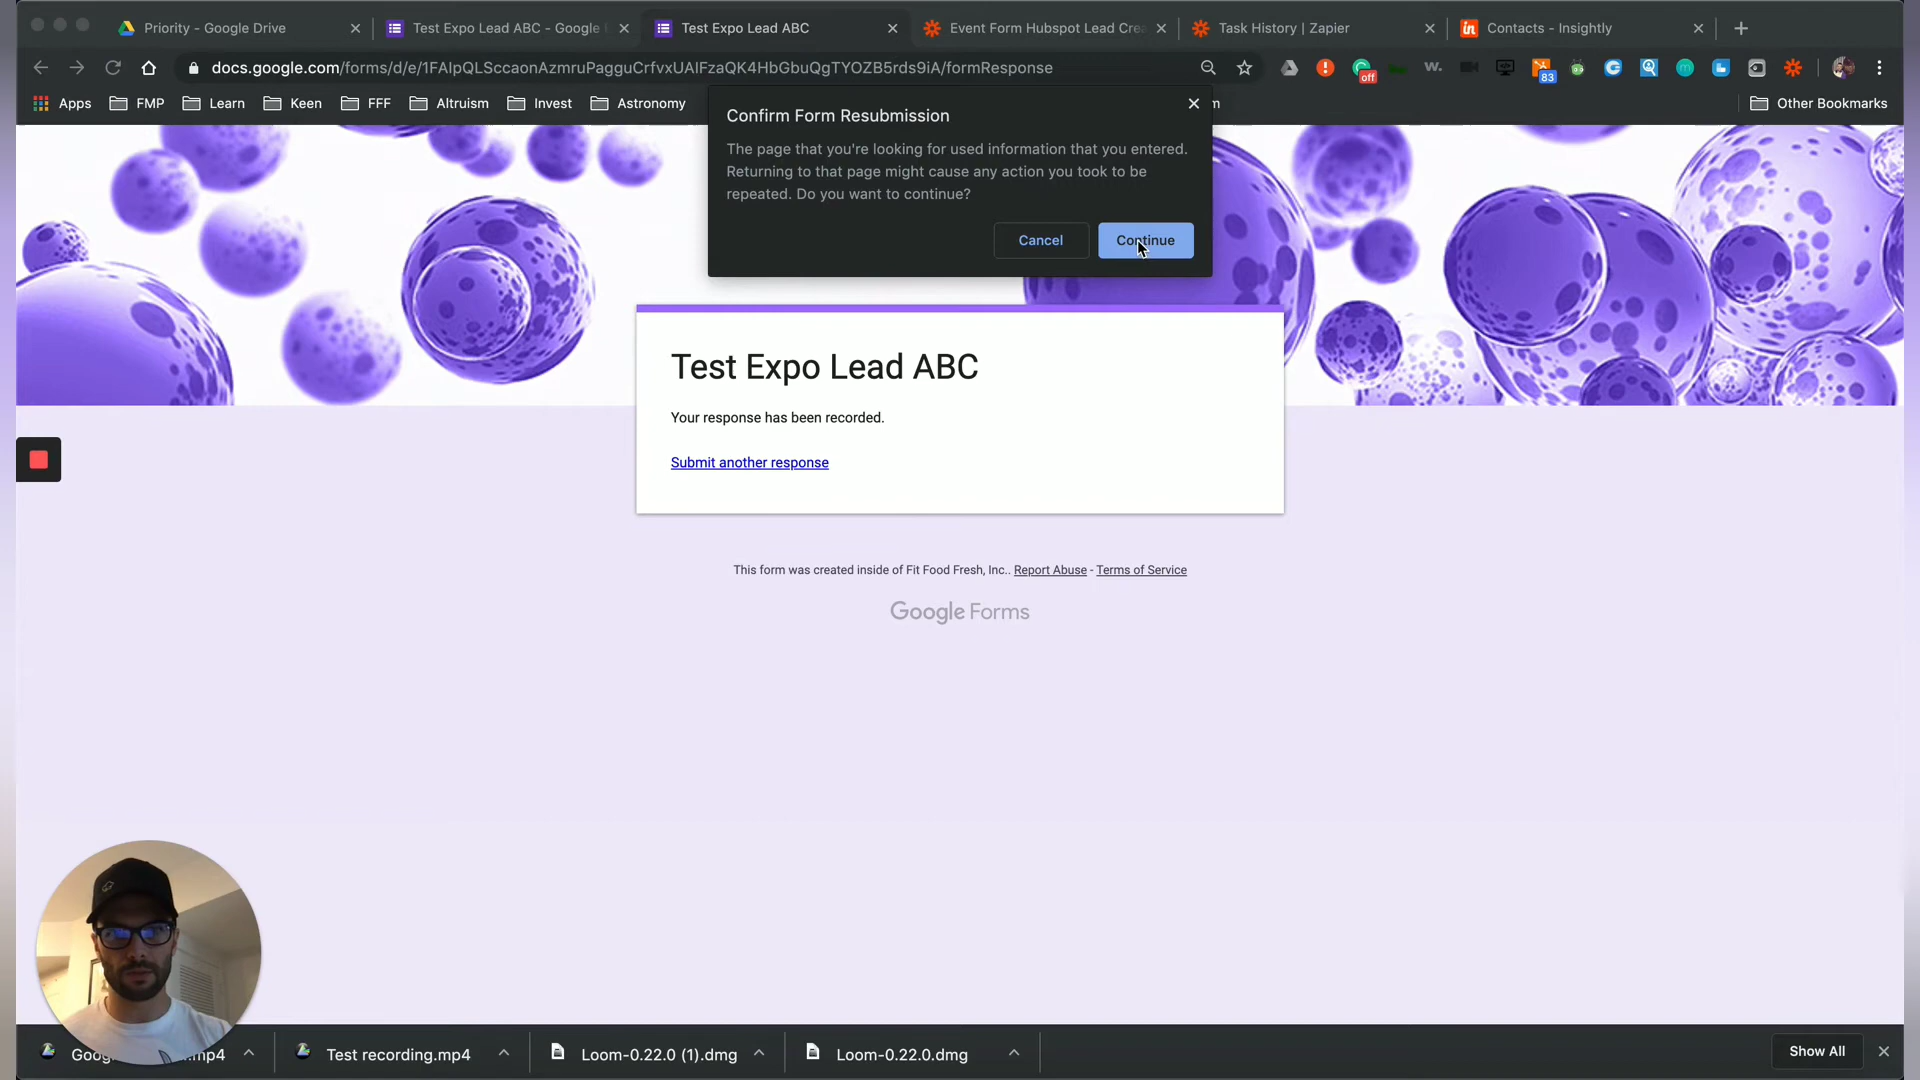 Priority - Google Drive
Test Expo Lead ABC - Google
Test Expo Lead ABC
Event Form Hubspot Lead Cre
Task History | Zapier
in
Contacts - Insightly
docs.google.com/forms/d/e/1FAIpQLSccaonAzmruPagguCrfvxUAIFzaQK4HbGbuQgTYOZB5rds9iA/formResponse
off
W.
83
Apps
FMP
Learn
Keen
FFF
Altruism
Invest
Astronomy
m
Other Bookmarks
Confirm Form Resubmission
The page that you're looking for used information that you entered.
Returning to that page might cause any action you took to be
repeated. Do you want to continue?
Cancel
Continue
Test Expo Lead ABC
Your response has been recorded.
Submit another response
This form was created inside of Fit Food Fresh, Inc.. Report Abuse - Terms of Service
Google Forms
Goog
.mp4
Test recording.mp4
Loom-0.22.0 (1).dmg
Loom-0.22.0.dmg
Show All